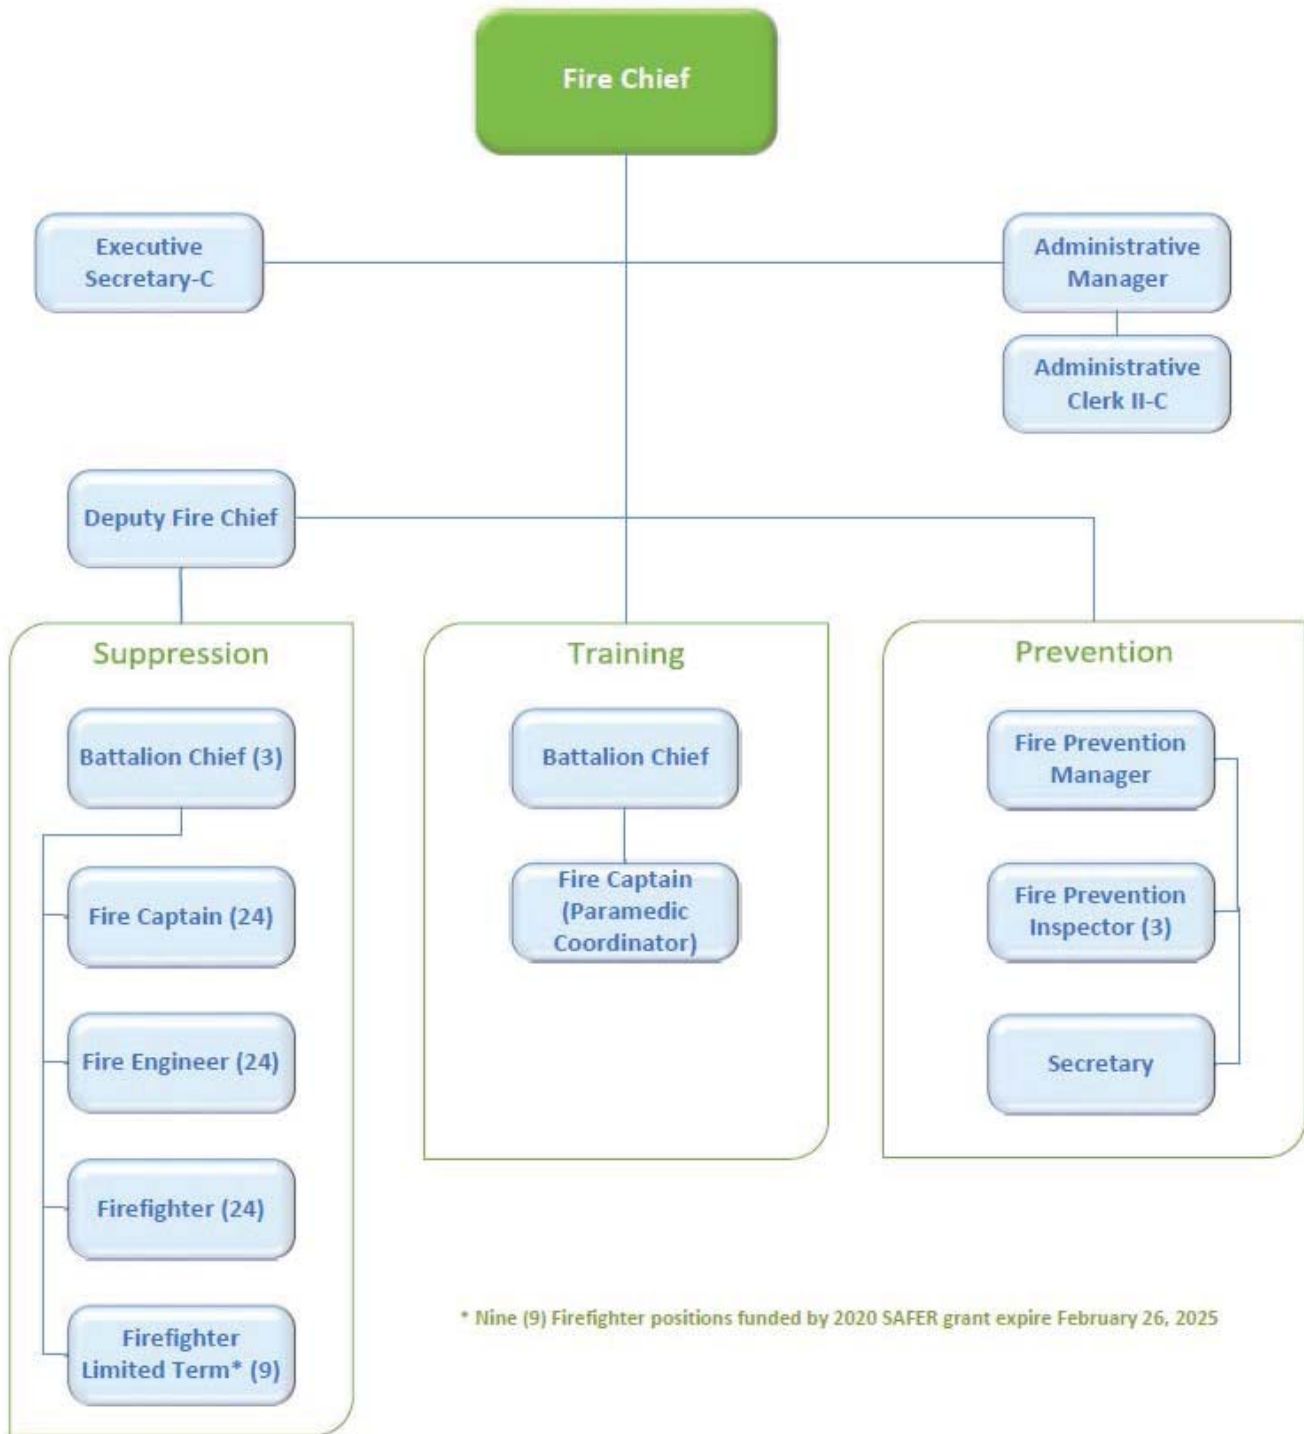 Fire Chief
Executive
Secretary-C
Administrative
Manager
Administrative
Clerk II-C
Deputy Fire Chief
Suppression
Battalion Chief (3)
Fire Captain (24)
Fire Engineer (24)
Firefighter (24)
Firefighter
Limited Term* (9)
Training
Battalion Chief
Fire Captain
(Paramedic
Coordinator)
Prevention
Fire Prevention
Manager
Fire Prevention
Inspector (3)
Secretary
* Nine (9) Firefighter positions funded by 2020 SAFER grant expire February 26, 2025